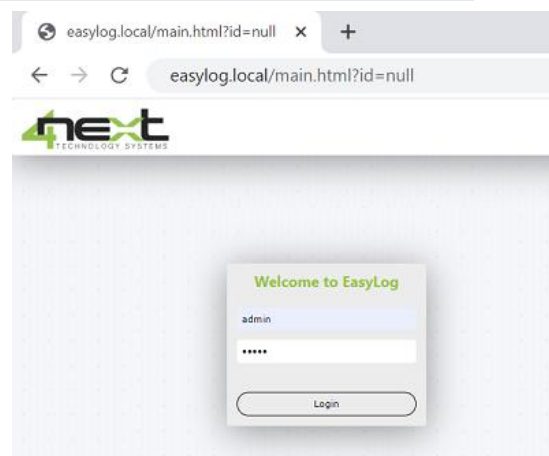 easylog.local/main.html?id=null
easylog.local/main.html?id=null
4next
TECHNOLOGY SYSTEMS
Welcome to EasyLog
admin
•••••
Login